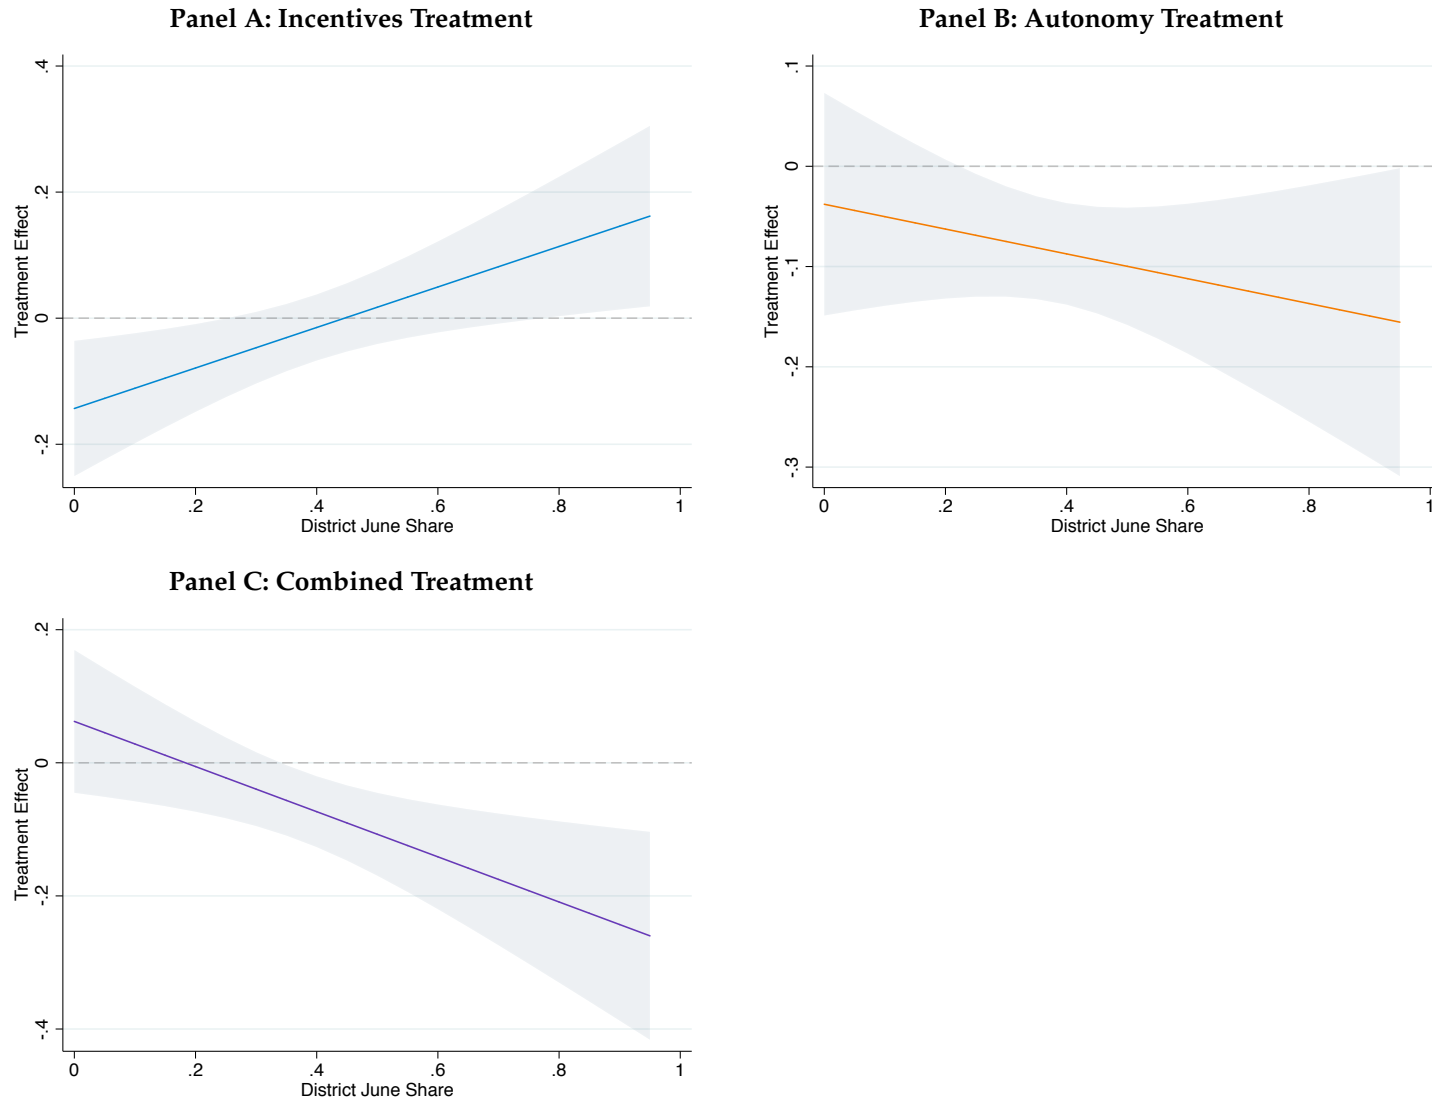 Panel A: Incentives Treatment
.4
.2
0
-.2
Treatment Effect
0 .2 .4 .6 .8 1
District June Share
Panel B: Autonomy Treatment
.1
0
-.1
-.2
-.3
Treatment Effect
0 .2 .4 .6 .8 1
District June Share
Panel C: Combined Treatment
.2
0
-.2
-.4
Treatment Effect
0 .2 .4 .6 .8 1
District June Share